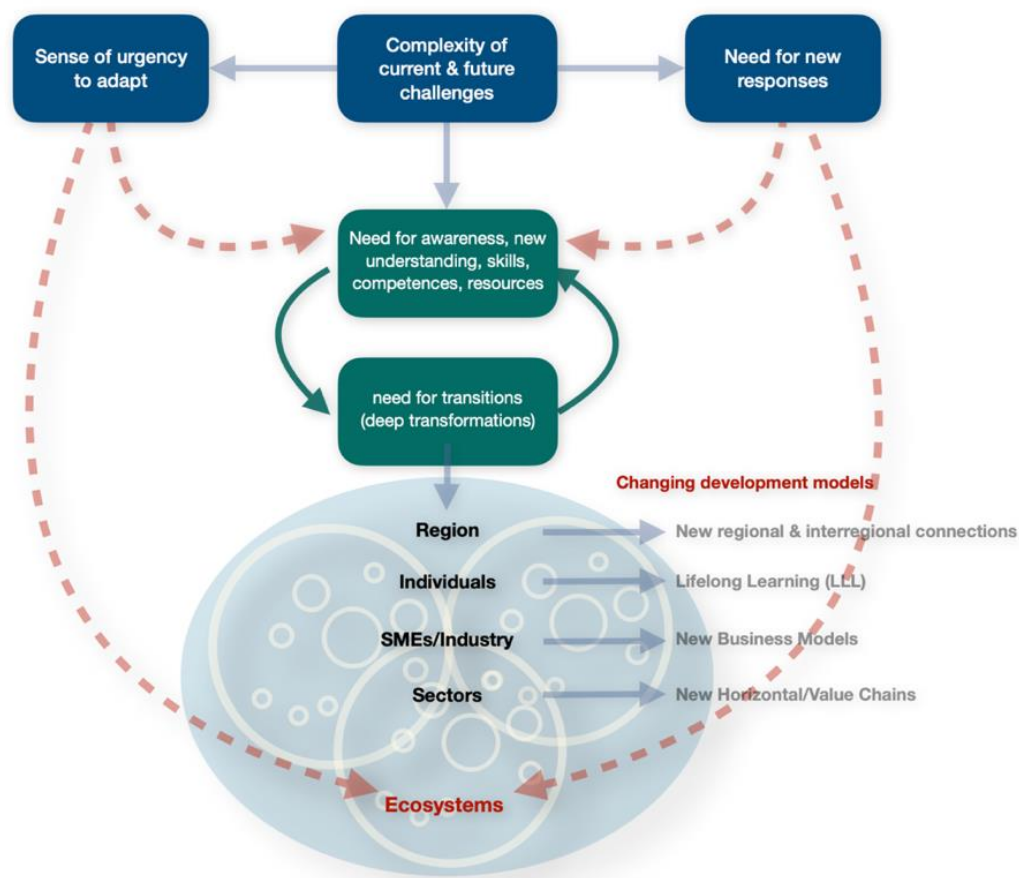 Sense of urgency
to adapt
Complexity of
current & future
challenges
Need for new
responses
Need for awareness, new
understanding, skills,
competences, resources
need for transitions
(deep transformations)
Changing development models
Region
New regional & interregional connections
Individuals
Lifelong Learning (LLL)
SMEs/Industry
New Business Models
Sectors
New Horizontal/Value Chains
Ecosystems